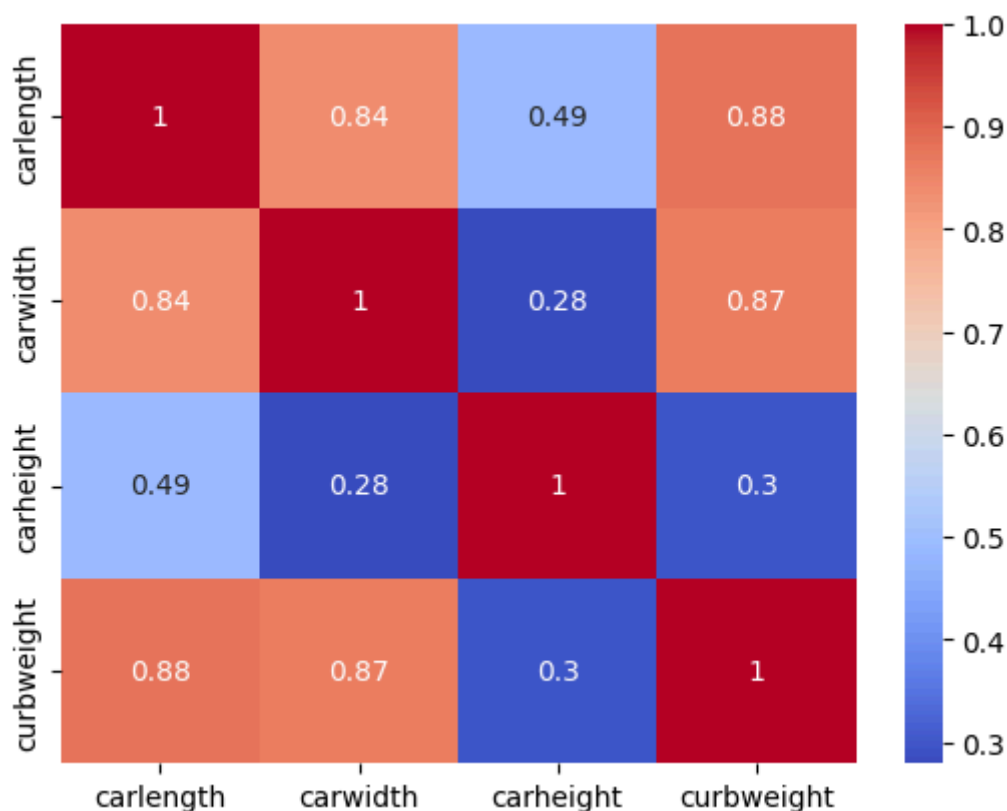 carlength 1 0.84 0.49 0.88
carwidth 0.84 1 0.28 0.87
carheight 0.49 0.28 1 0.3
curbweight 0.88 0.87 0.3 1
carlength carwidth carheight curbweight
1.0
0.9
0.8
0.7
0.6
0.5
0.4
0.3